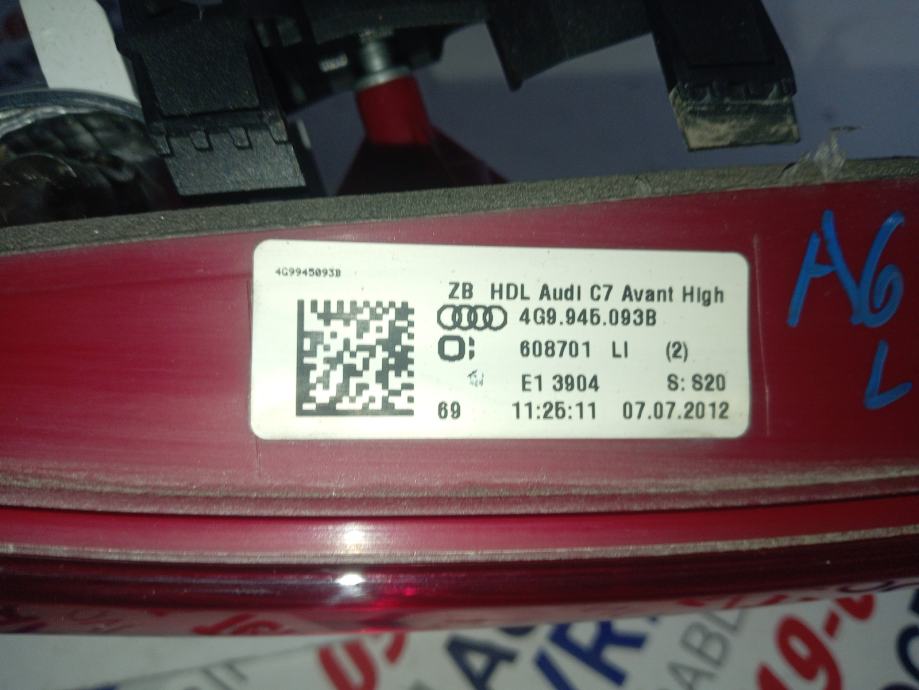 4G9945093B
ZB HDL Audi C7 Avant High
4G9.945.093B
608701 LI (2)
E1 3904 S: S20
69 11:25:11 07.07.2012
A6
L